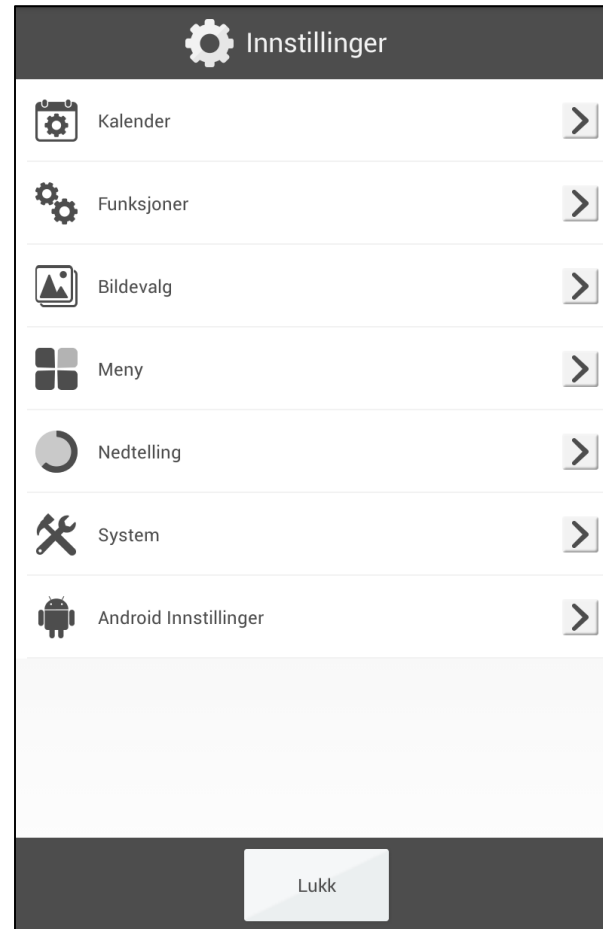 Innstillinger
Kalender
Funksjoner
Bildevalg
Meny
Nedtelling
System
Android Innstillinger
Lukk